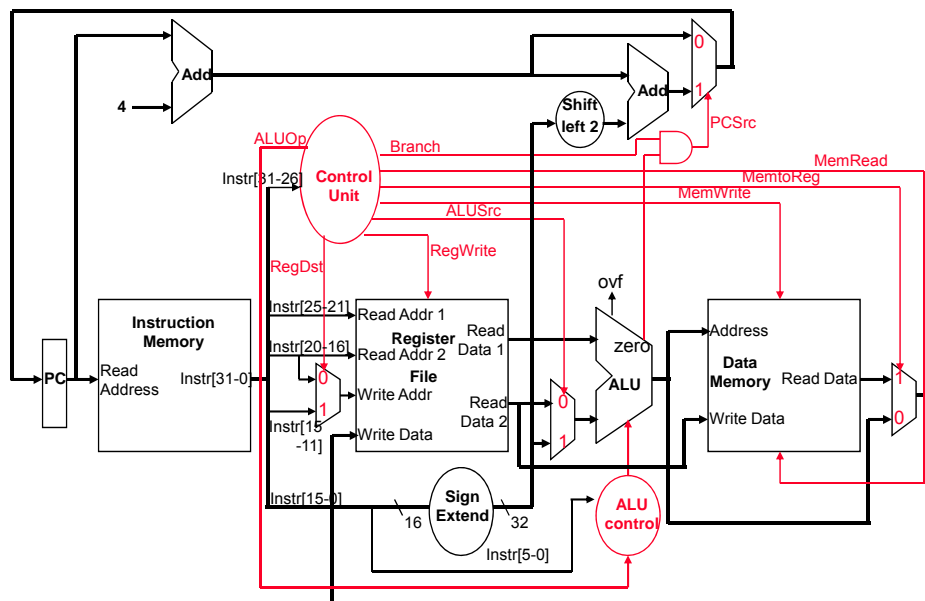 Add
4
Shift
left 2
Add
0
1
PCSrc
ALUOp
Branch
MemRead
Instr[31-26]
Control
Unit
MemtoReg
MemWrite
ALUSrc
RegWrite
RegDst
ovf
Instruction
Memory
Instr[25-21]
Read Addr 1
Register
Read
Data 1
zero
Address
PC
Read
Address
Instr[31-0]
Instr[20-16]
Read Addr 2
File
0
1
Write Addr
Read
Data 2
0
1
ALU
Data
Memory
Read Data
1
0
Instr[15
-11]
Write Data
Write Data
Instr[15-0]
16
Sign
Extend
32
ALU
control
Instr[5-0]